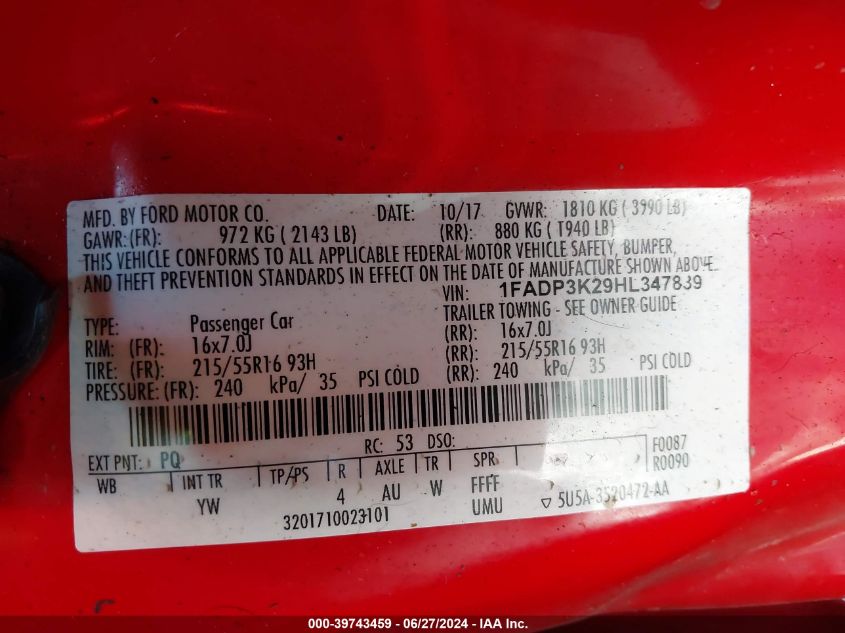 MFD. BY FORD MOTOR CO. DATE: 10/17 GVWR: 1810 KG ( 3990 LB)
GAWR:(FR): 972 KG ( 2143 LB) (RR): 880 KG ( 1940 LB)
THIS VEHICLE CONFORMS TO ALL APPLICABLE FEDERAL MOTOR VEHICLE SAFETY, BUMPER,
AND THEFT PREVENTION STANDARDS IN EFFECT ON THE DATE OF MANUFACTURE SHOWN ABOVE.
VIN: 1FADP3K29HL347839
TYPE: Passenger Car TRAILER TOWING - SEE OWNER GUIDE
RIM: (FR): 16x7.0J (RR): 16x7.0J
TIRE: (FR): 215/55R16 93H (RR): 215/55R16 93H
PRESSURE: (FR): 240 kPa/ 35 PSI COLD (RR): 240 kPa/ 35 PSI COLD
RC: 53 DSO: F0087
EXT PNT: PQ R0090
WB INT TR TP/PS R AXLE TR SPR
YW 4 AU W FFFF
3201710023101 UMU 5U5A-3520472-AA
000-39743459 - 06/27/2024 - IAA, Inc.